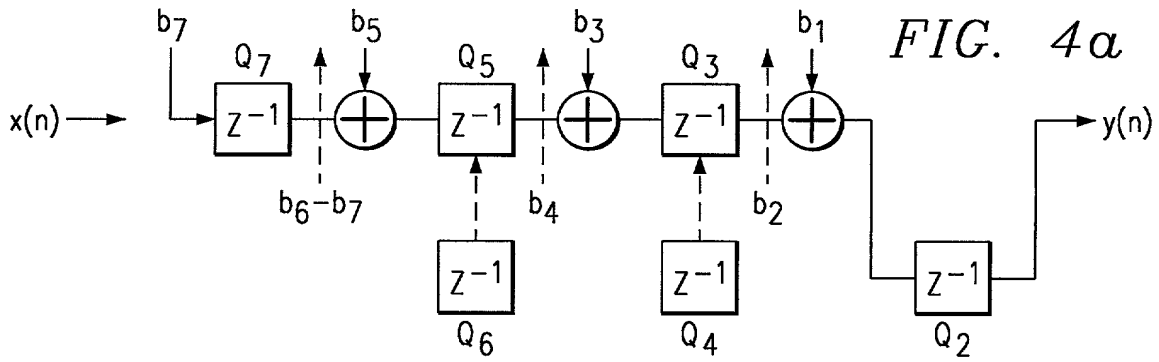 FIG. 4a
b7 b5 b3 b1
Q7 Q5 Q3
x(n) z⁻¹ + z⁻¹ + z⁻¹ + y(n)
b6-b7 b4 b2
z⁻¹ z⁻¹ z⁻¹
Q6 Q4 Q2